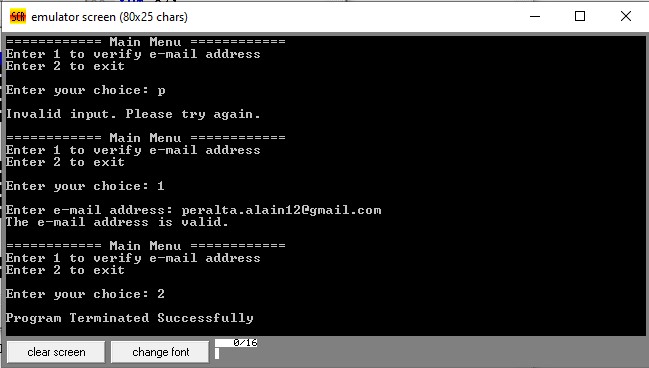 SCR emulator screen (80x25 chars)
============ Main Menu ============
Enter 1 to verify e-mail address
Enter 2 to exit
Enter your choice: p
Invalid input. Please try again.
============ Main Menu ============
Enter 1 to verify e-mail address
Enter 2 to exit
Enter your choice: 1
Enter e-mail address: peralta.alain12@gmail.com
The e-mail address is valid.
============ Main Menu ============
Enter 1 to verify e-mail address
Enter 2 to exit
Enter your choice: 2
Program Terminated Successfully
clear screen change font 0/16